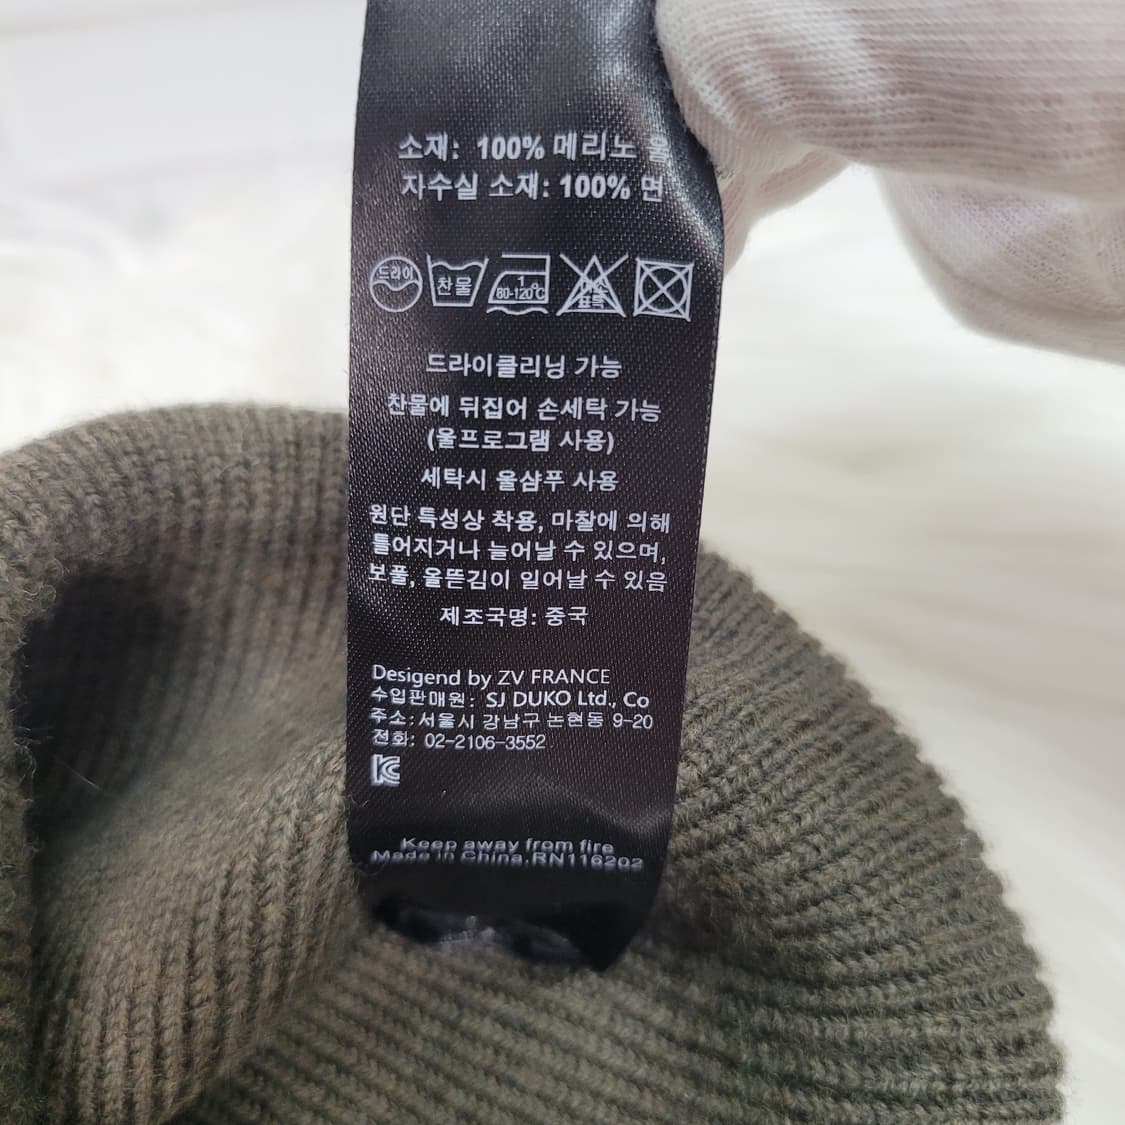 소재: 100% 메리노 울
자수실 소재: 100% 면
드라이
찬물
1
80-120℃
표백
드라이클리닝 가능
찬물에 뒤집어 손세탁 가능
(울프로그램 사용)
세탁시 울샴푸 사용
원단 특성상 착용, 마찰에 의해
틀어지거나 늘어날 수 있으며,
보풀, 올뜯김이 일어날 수 있음
제조국명: 중국
Desigend by ZV FRANCE
수입판매원: SJ DUKO Ltd., Co
주소:서울시 강남구 논현동 9-20
전화: 02-2106-3552
KC
Keep away from fire
Made in China,RN116202